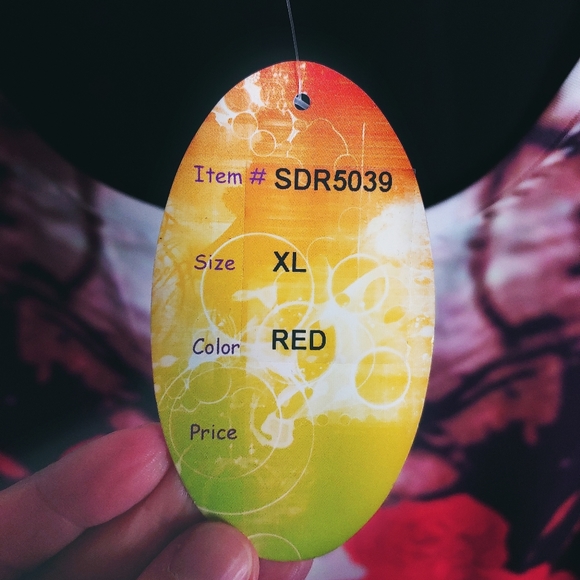 Item # SDR5039
Size XL
Color RED
Price